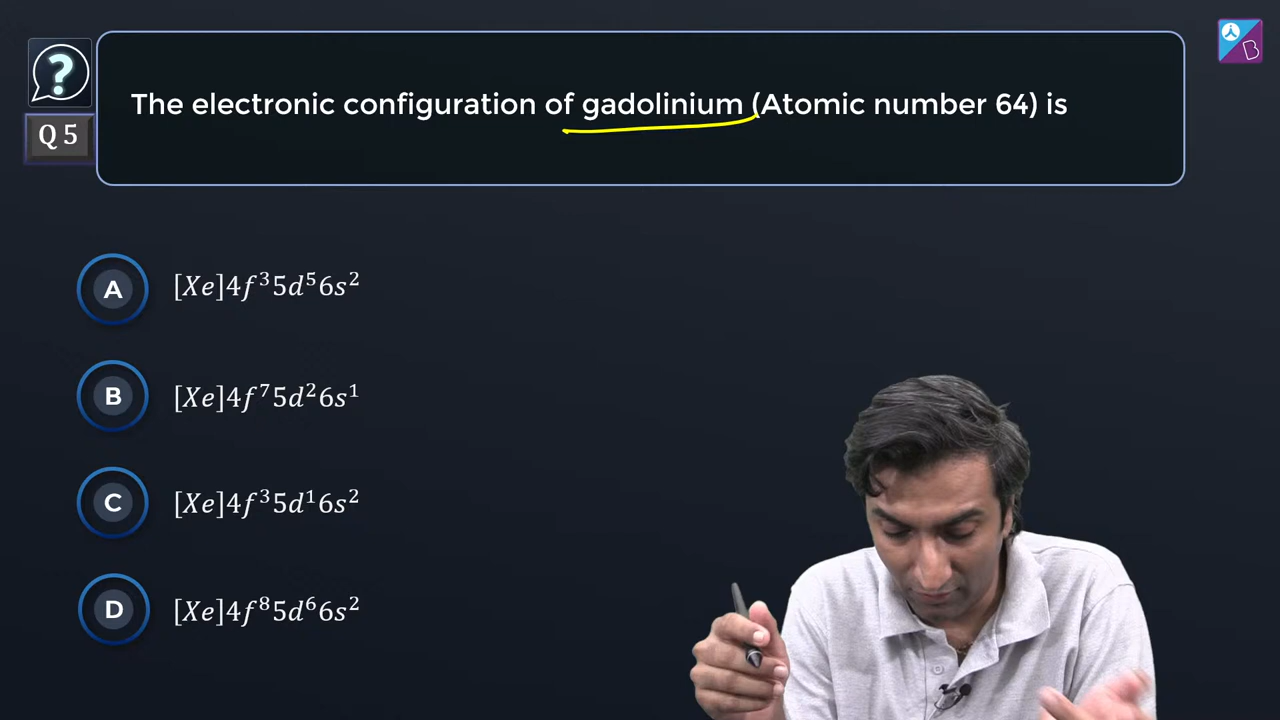 ?
Q 5
The electronic configuration of gadolinium (Atomic number 64) is
A
[Xe]4f³5d⁵6s²
B
[Xe]4f⁷5d²6s¹
C
[Xe]4f³5d¹6s²
D
[Xe]4f⁸5d⁶6s²
B